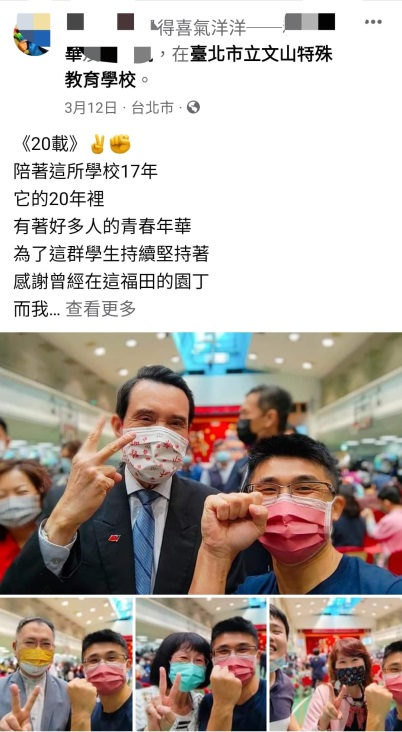 得喜氣洋洋——
華，在臺北市立文山特殊
教育學校。
3月12日 · 台北市 ·
《20載》✌️✊
陪著這所學校17年
它的20年裡
有著好多人的青春年華
為了這群學生持續堅持著
感謝曾經在這福田的園丁
而我... 查看更多